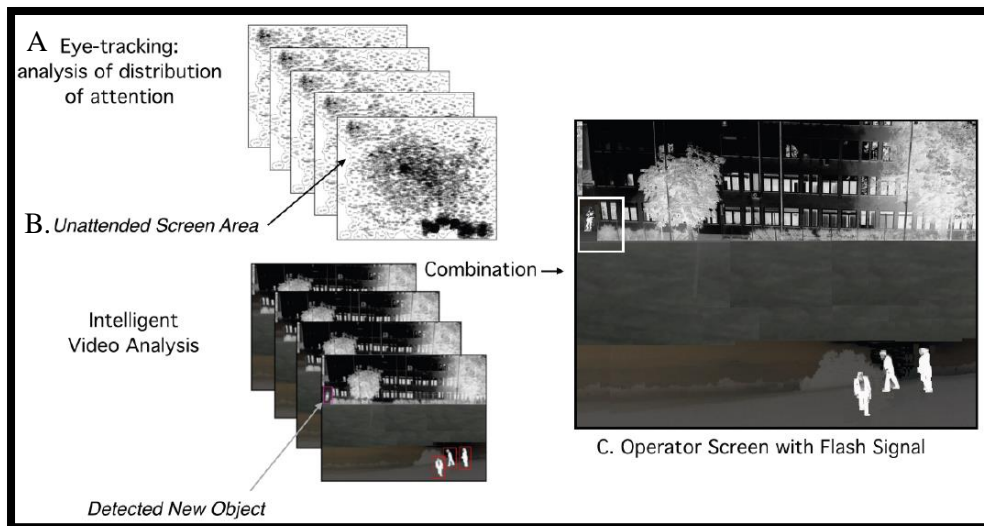 A
Eye-tracking:
analysis of distribution
of attention
B. Unattended Screen Area
Combination
Intelligent
Video Analysis
Detected New Object
C. Operator Screen with Flash Signal